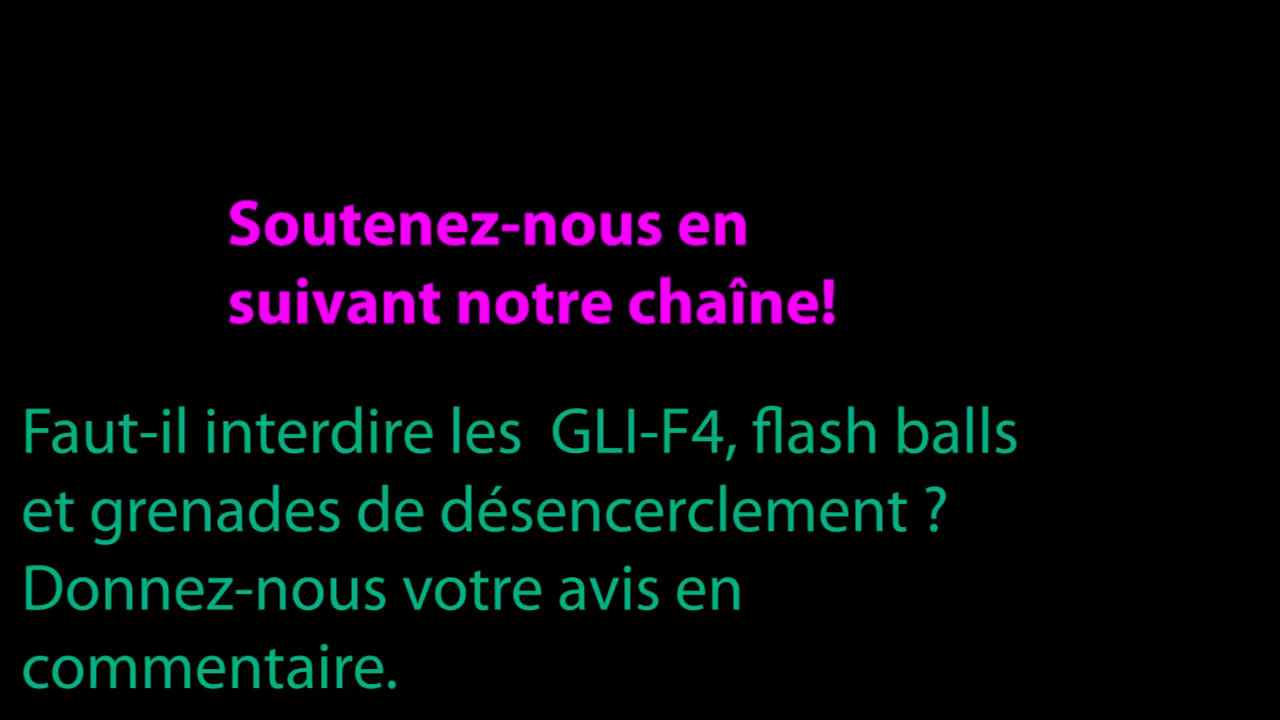 Soutenez-nous en
suivant notre chaîne!
Faut-il interdire les GLI-F4, flash balls
et grenades de désencerclement ?
Donnez-nous votre avis en
commentaire.